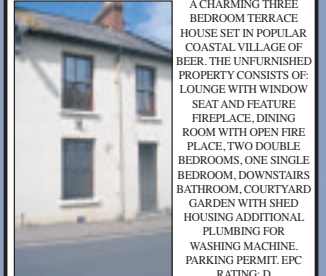 A CHARMING THREE
BEDROOM TERRACE
HOUSE SET IN POPULAR
COASTAL VILLAGE OF
BEER. THE UNFURNISHED
PROPERTY CONSISTS OF:
LOUNGE WITH WINDOW
SEAT AND FEATURE
FIREPLACE, DINING
ROOM WITH OPEN FIRE
PLACE, TWO DOUBLE
BEDROOMS, ONE SINGLE
BEDROOM, DOWNSTAIRS
BATHROOM, COURTYARD
GARDEN WITH SHED
HOUSING ADDITIONAL
PLUMBING FOR
WASHING MACHINE.
PARKING PERMIT. EPC
RATING: D